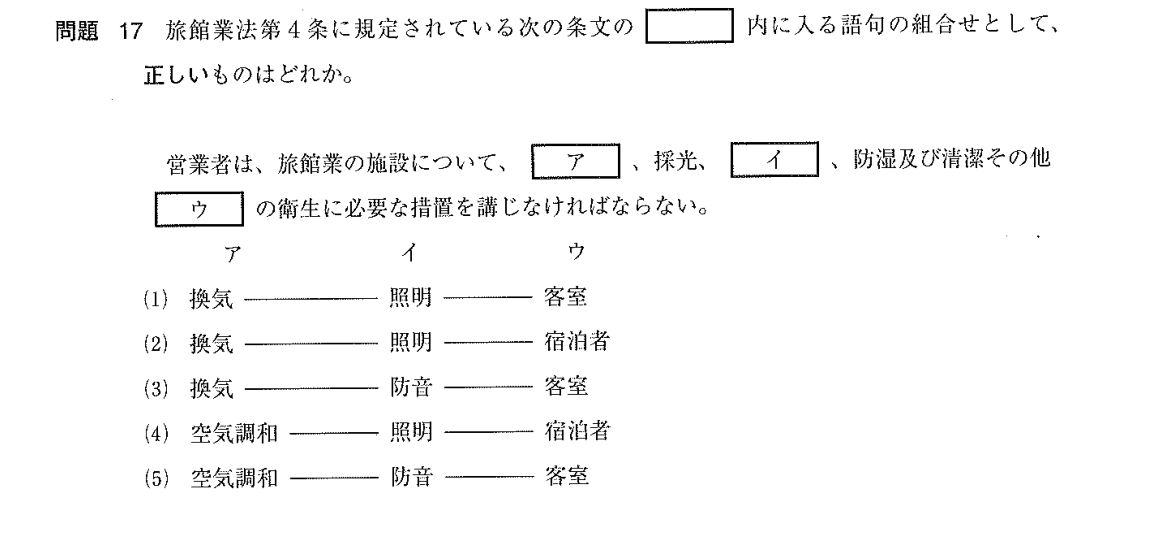 問題 17 旅館業法第4条に規定されている次の条文の 内に入る語句の組合せとして、
正しいものはどれか。
営業者は、旅館業の施設について、 ア 、採光、 イ 、防湿及び清潔その他
ウ の衛生に必要な措置を講じなければならない。
ア イ ウ
(1) 換気 ――― 照明 ――― 客室
(2) 換気 ――― 照明 ――― 宿泊者
(3) 換気 ――― 防音 ――― 客室
(4) 空気調和 ――― 照明 ――― 宿泊者
(5) 空気調和 ――― 防音 ――― 客室